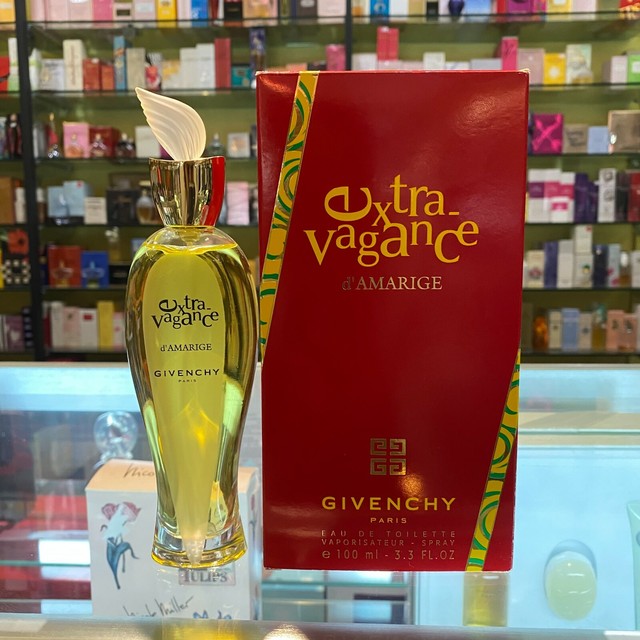 extra-
vagance
d'AMARIGE
GIVENCHY
PARIS
extra-
vagance
d'AMARIGE
GIVENCHY
PARIS
EAU DE TOILETTE
VAPORISATEUR - SPRAY
e 100 ml - 3.3 FL.OZ
TULIPS